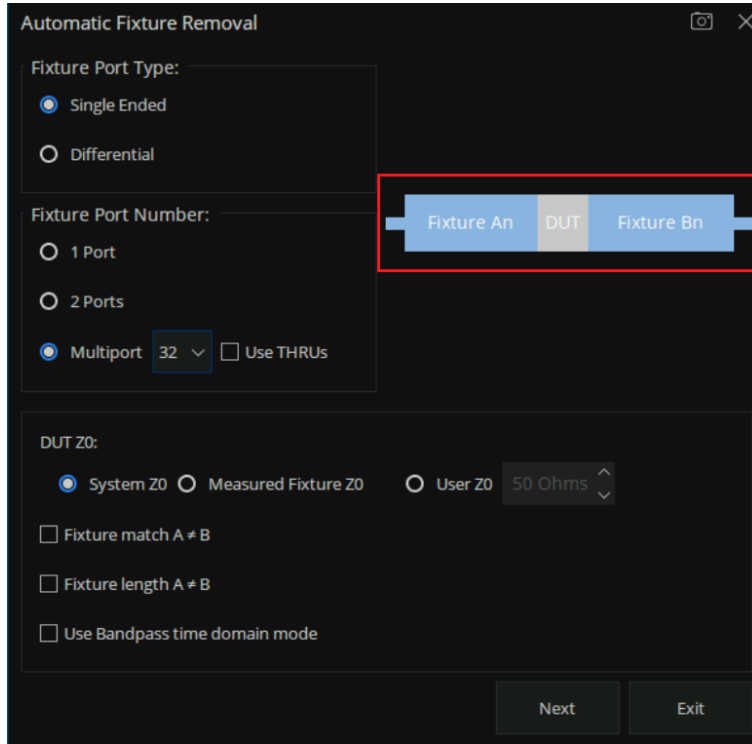 Automatic Fixture Removal
Fixture Port Type:
Single Ended
Differential
Fixture An DUT Fixture Bn
Fixture Port Number:
1 Port
2 Ports
Multiport 32 Use THRUs
DUT Z0:
System Z0 Measured Fixture Z0 User Z0 50 Ohms
Fixture match A ≠ B
Fixture length A ≠ B
Use Bandpass time domain mode
Next Exit